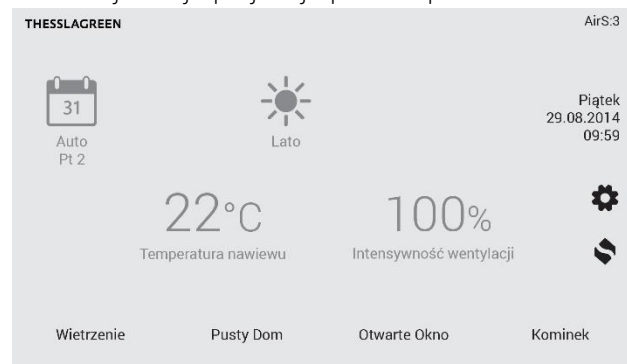 THESSLAGREEN
AirS:3
31
Auto
Pt 2
Lato
Piątek
29.08.2014
09:59
22°C
Temperatura nawiewu
100%
Intensywność wentylacji
Wietrzenie
Pusty Dom
Otwarte Okno
Kominek